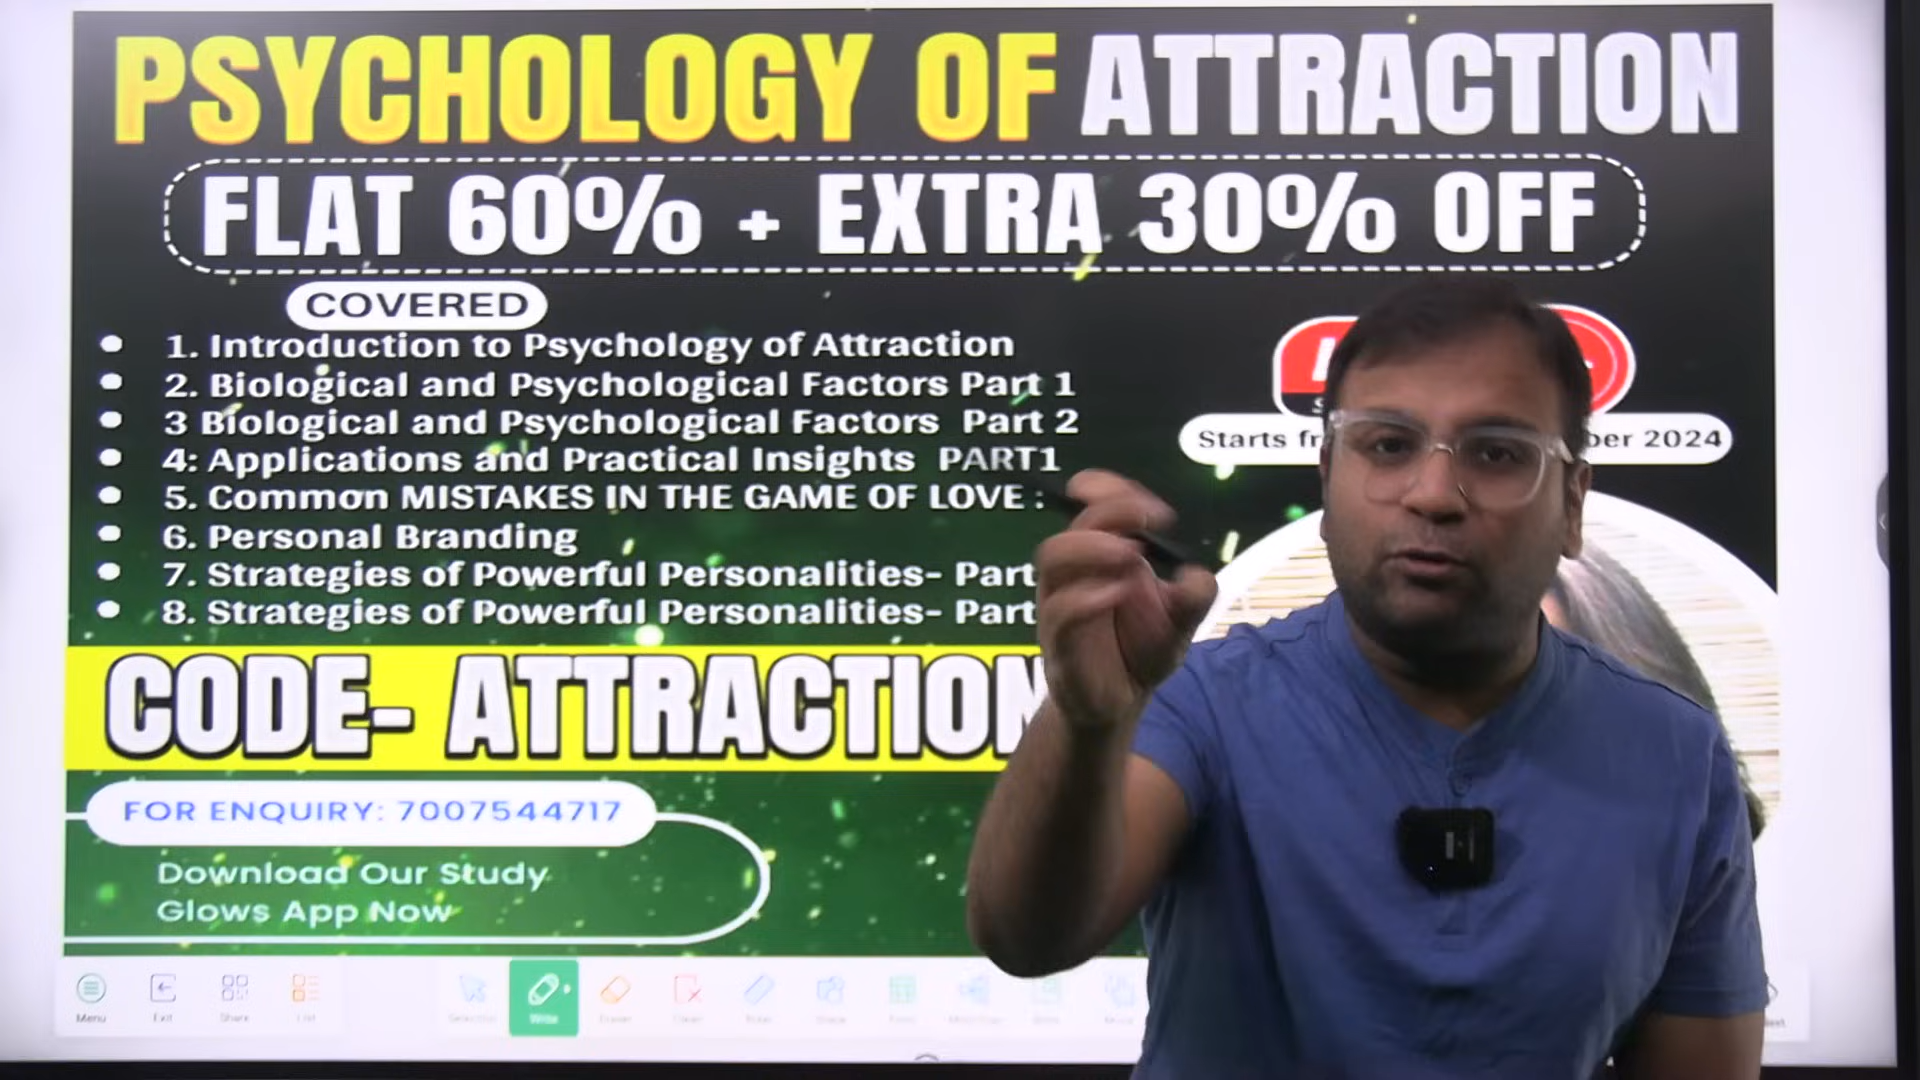 PSYCHOLOGY OF ATTRACTION
FLAT 60% + EXTRA 30% OFF
COVERED
1. Introduction to Psychology of Attraction
2. Biological and Psychological Factors Part 1
3 Biological and Psychological Factors Part 2
4: Applications and Practical Insights PART1
5. Common MISTAKES IN THE GAME OF LOVE :
6. Personal Branding
7. Strategies of Powerful Personalities- Part
8. Strategies of Powerful Personalities- Part
Starts
2024
CODE- ATTRACTION
FOR ENQUIRY: 7007544717
Download Our Study
Glows App Now
Menu
Exit
Share
List
Write
Eraser